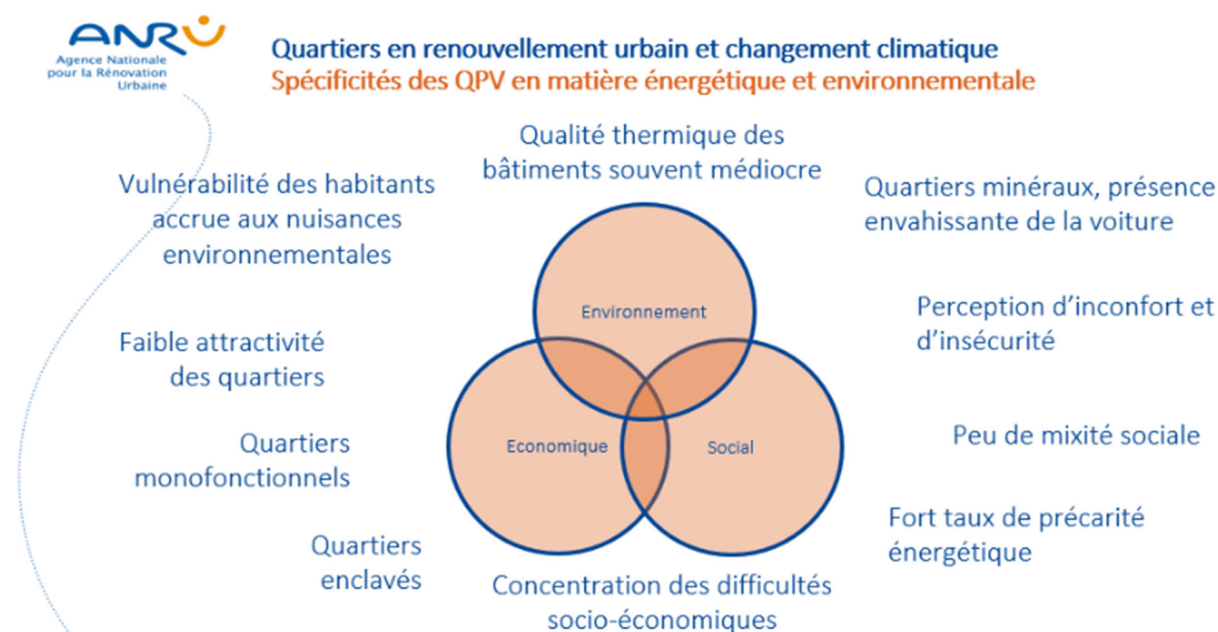 ANRU
Agence Nationale
pour la Rénovation
Urbaine
Quartiers en renouvellement urbain et changement climatique
Spécificités des QPV en matière énergétique et environnementale
Qualité thermique des
bâtiments souvent médiocre
Vulnérabilité des habitants
accrue aux nuisances
environnementales
Quartiers minéraux, présence
envahissante de la voiture
Environnement
Perception d’inconfort et
d’insécurité
Faible attractivité
des quartiers
Economique
Social
Peu de mixité sociale
Quartiers
monofonctionnels
Fort taux de précarité
énergétique
Quartiers
enclavés
Concentration des difficultés
socio-économiques